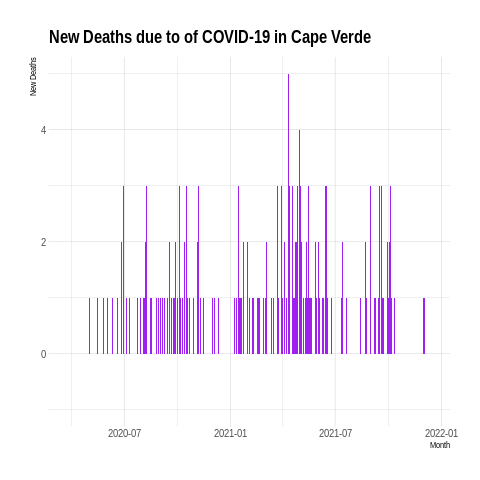 New Deaths due to of COVID-19 in Cape Verde
New Deaths
4
2
0
2020-07
2021-01
2021-07
2022-01
Month